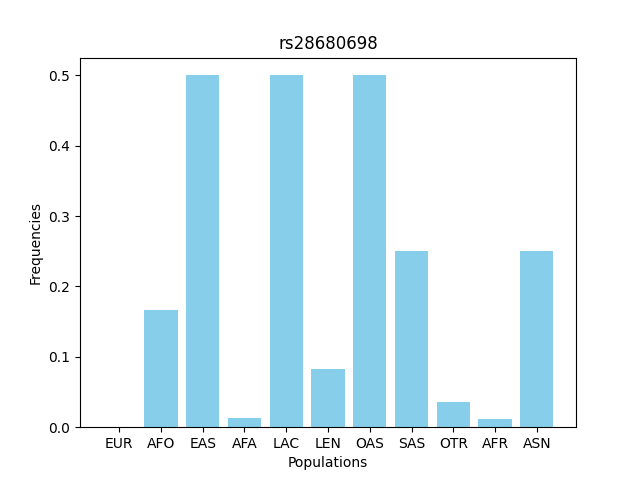 rs28680698
Frequencies
0.5
0.4
0.3
0.2
0.1
0.0
EUR AFO EAS AFA LAC LEN OAS SAS OTR AFR ASN
Populations